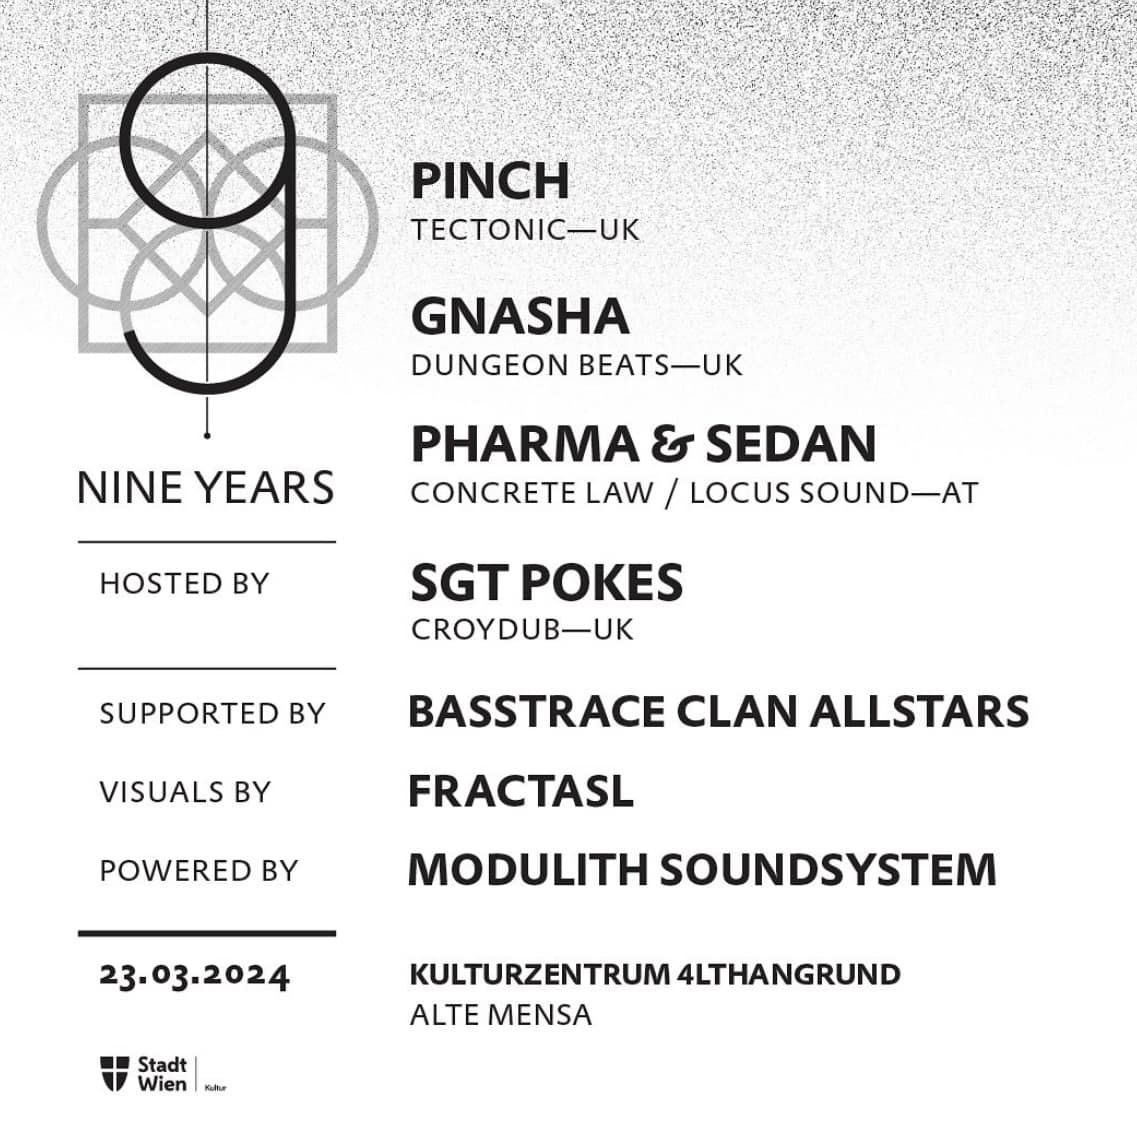 9
NINE YEARS
PINCH
TECTONIC—UK
GNASHA
DUNGEON BEATS—UK
PHARMA & SEDAN
CONCRETE LAW / LOCUS SOUND—AT
HOSTED BY
SGT POKES
CROYDUB—UK
SUPPORTED BY
BASSTRACE CLAN ALLSTARS
VISUALS BY
FRACTASL
POWERED BY
MODULITH SOUNDSYSTEM
23.03.2024
KULTURZENTRUM 4LTHANGRUND
ALTE MENSA
Stadt
Wien
Kultur